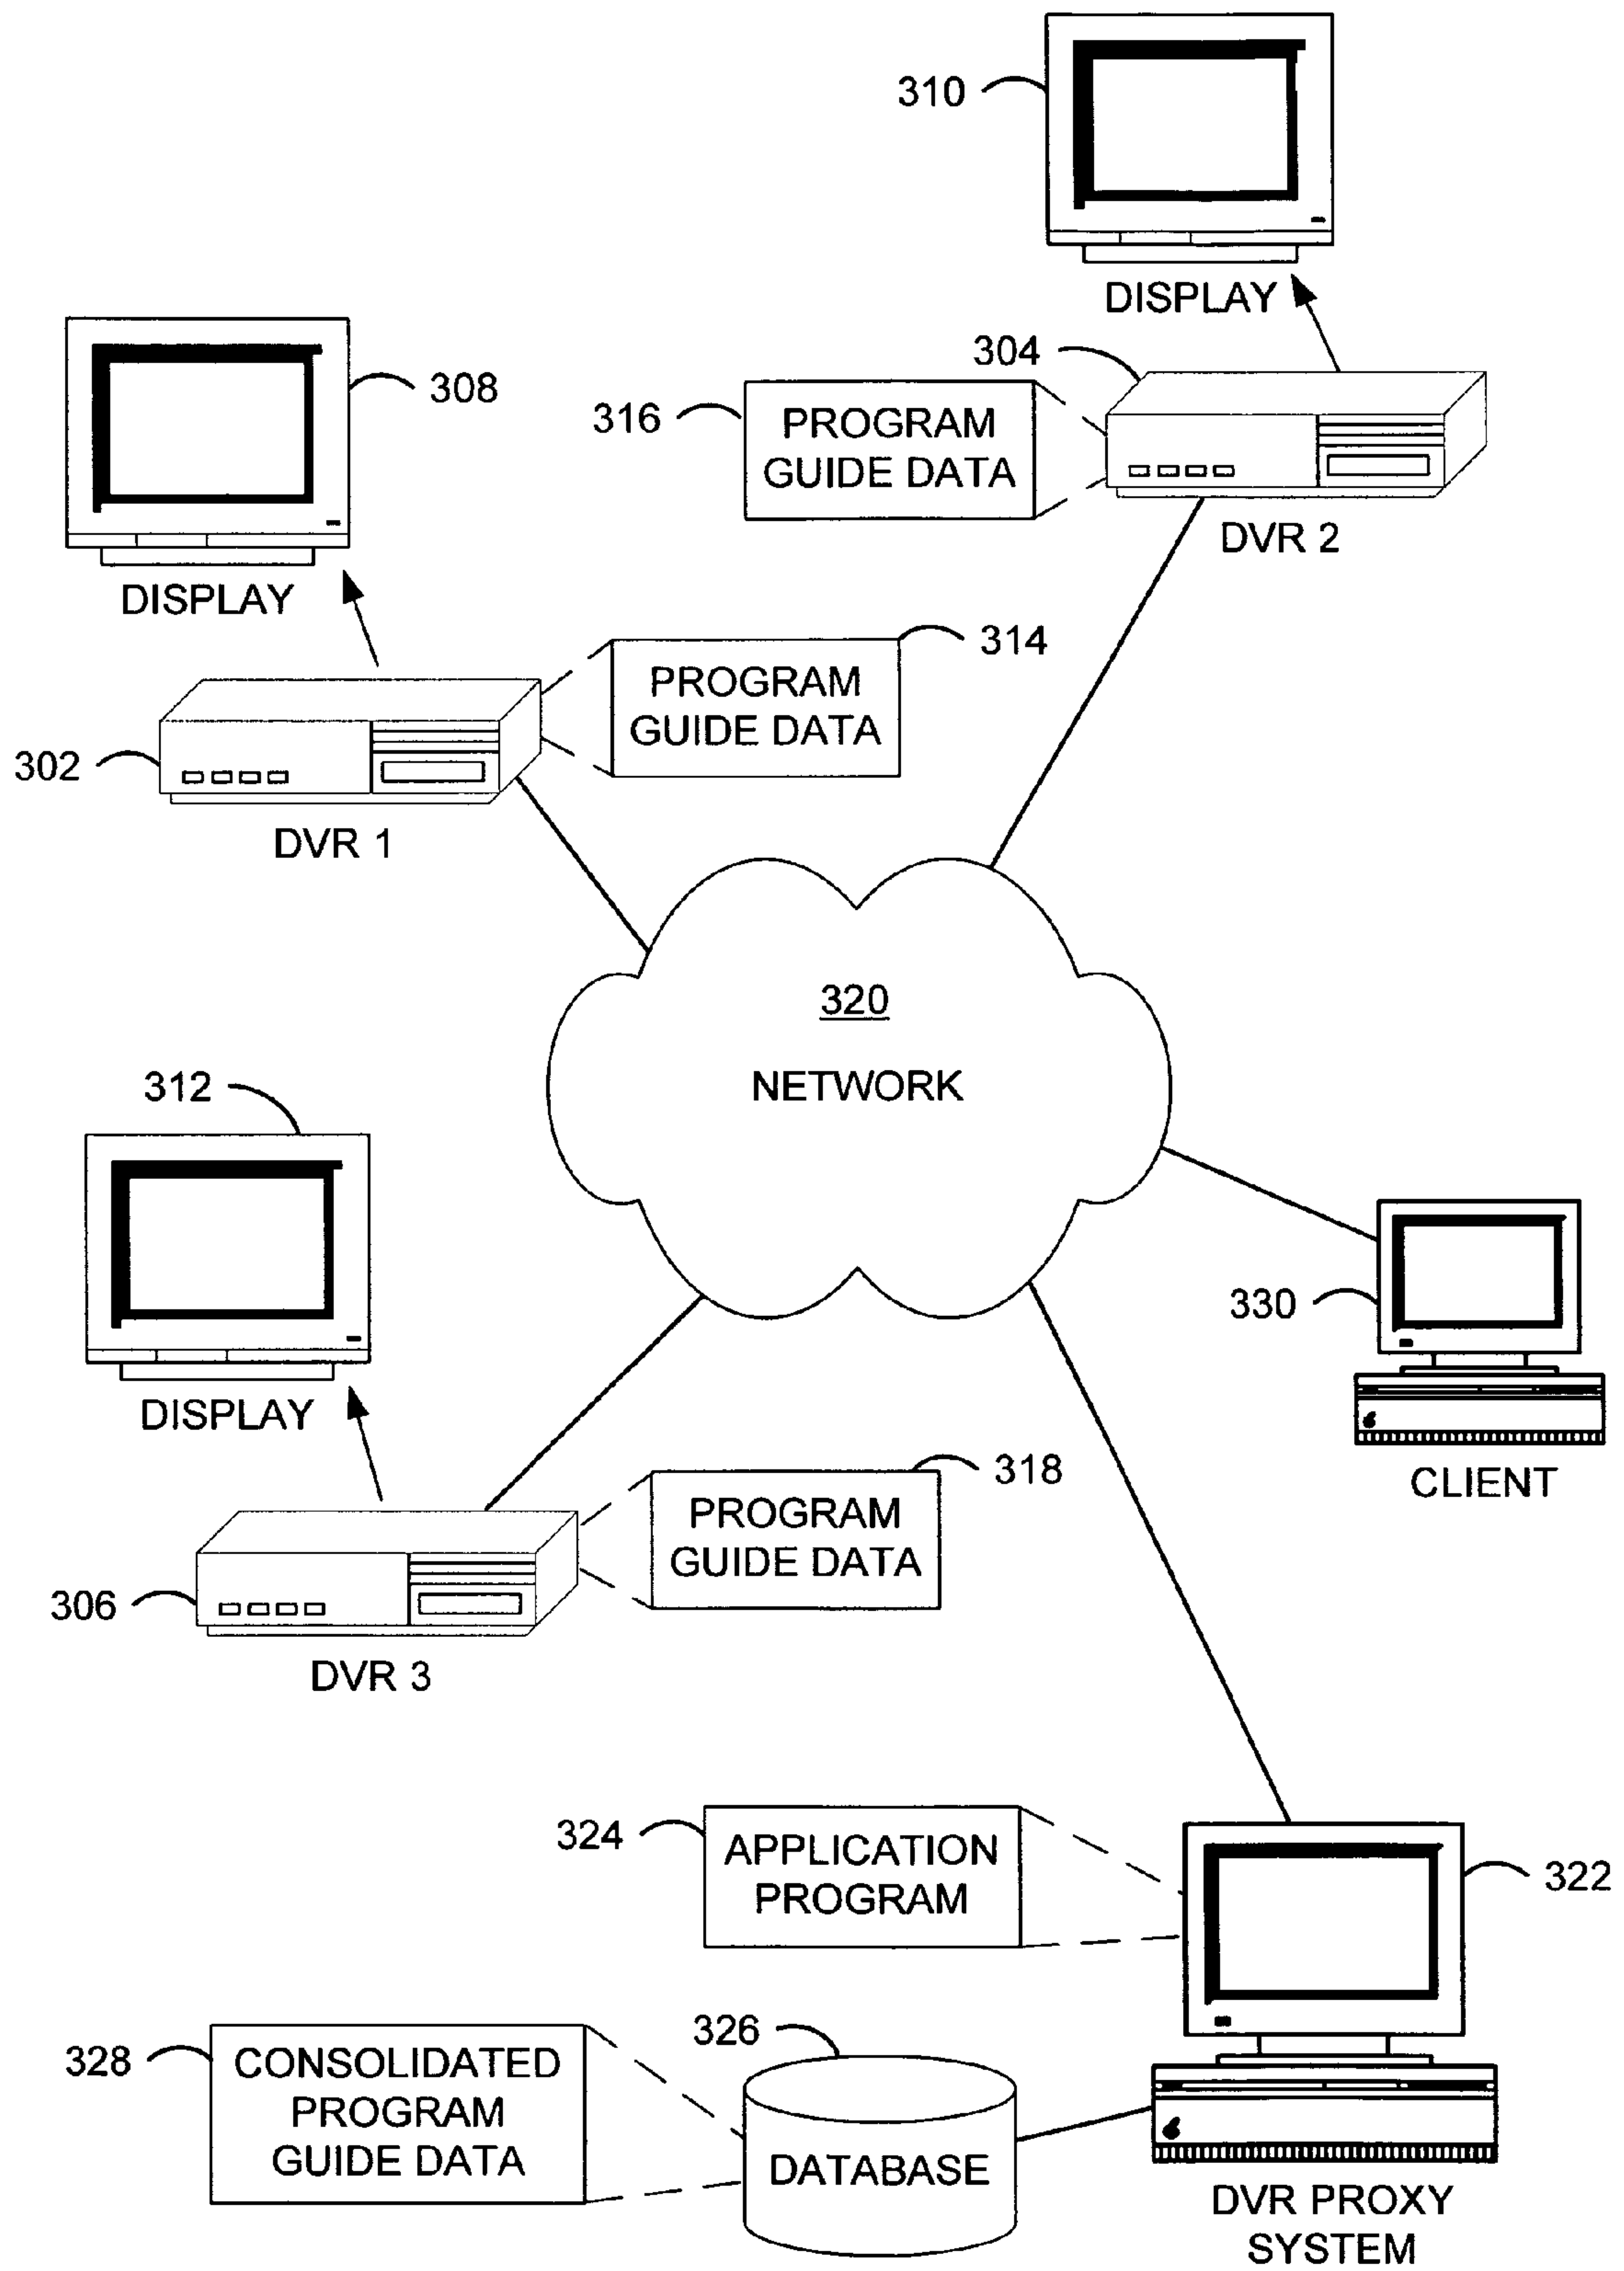 310
DISPLAY
304
308
316
PROGRAM
GUIDE DATA
DVR 2
DISPLAY
314
PROGRAM
GUIDE DATA
302
DVR 1
320
NETWORK
312
330
DISPLAY
CLIENT
318
PROGRAM
GUIDE DATA
306
DVR 3
324
APPLICATION
PROGRAM
322
326
328
CONSOLIDATED
PROGRAM
GUIDE DATA
DATABASE
DVR PROXY
SYSTEM